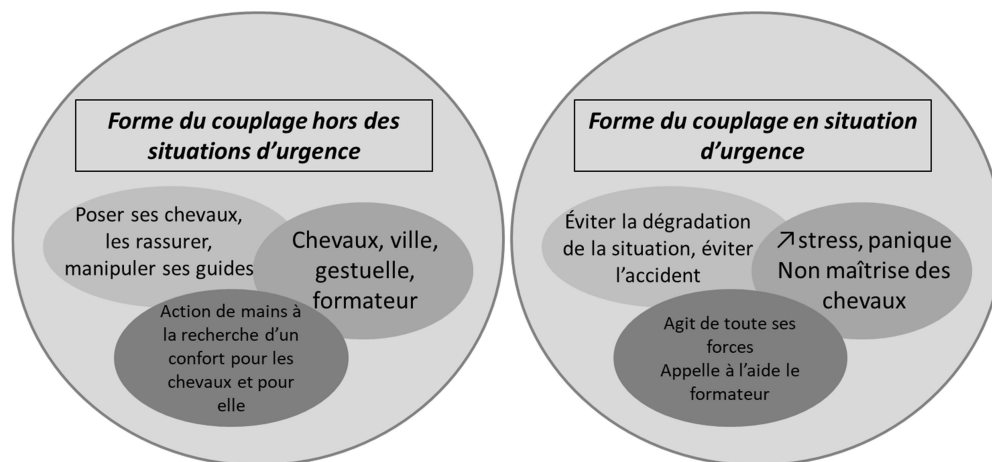 Forme du couplage hors des
situations d'urgence
Poser ses chevaux,
les rassurer,
manipuler ses guides
Chevaux, ville,
gestuelle,
formateur
Action de mains à
la recherche d'un
confort pour les
chevaux et pour
elle
Forme du couplage en situation
d'urgence
Éviter la dégradation
de la situation, éviter
l'accident
↗stress, panique
Non maîtrise des
chevaux
Agit de toute ses
forces
Appelle à l'aide le
formateur